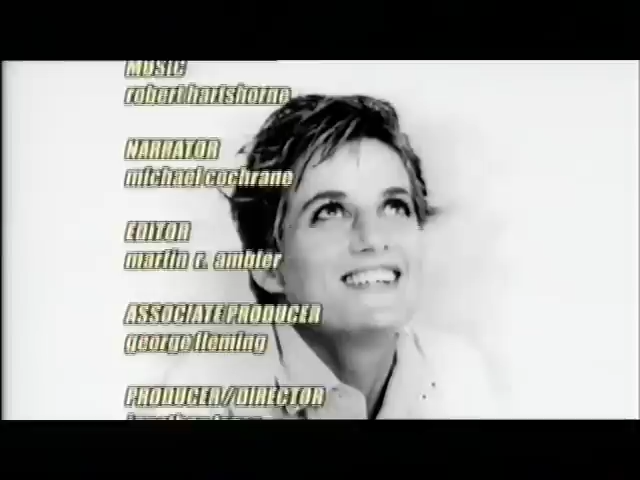 MUSIC
robert hartshorne
NARRATOR
michael cochrane
EDITOR
martin r. ambler
ASSOCIATE PRODUCER
george fleming
PRODUCER/DIRECTOR